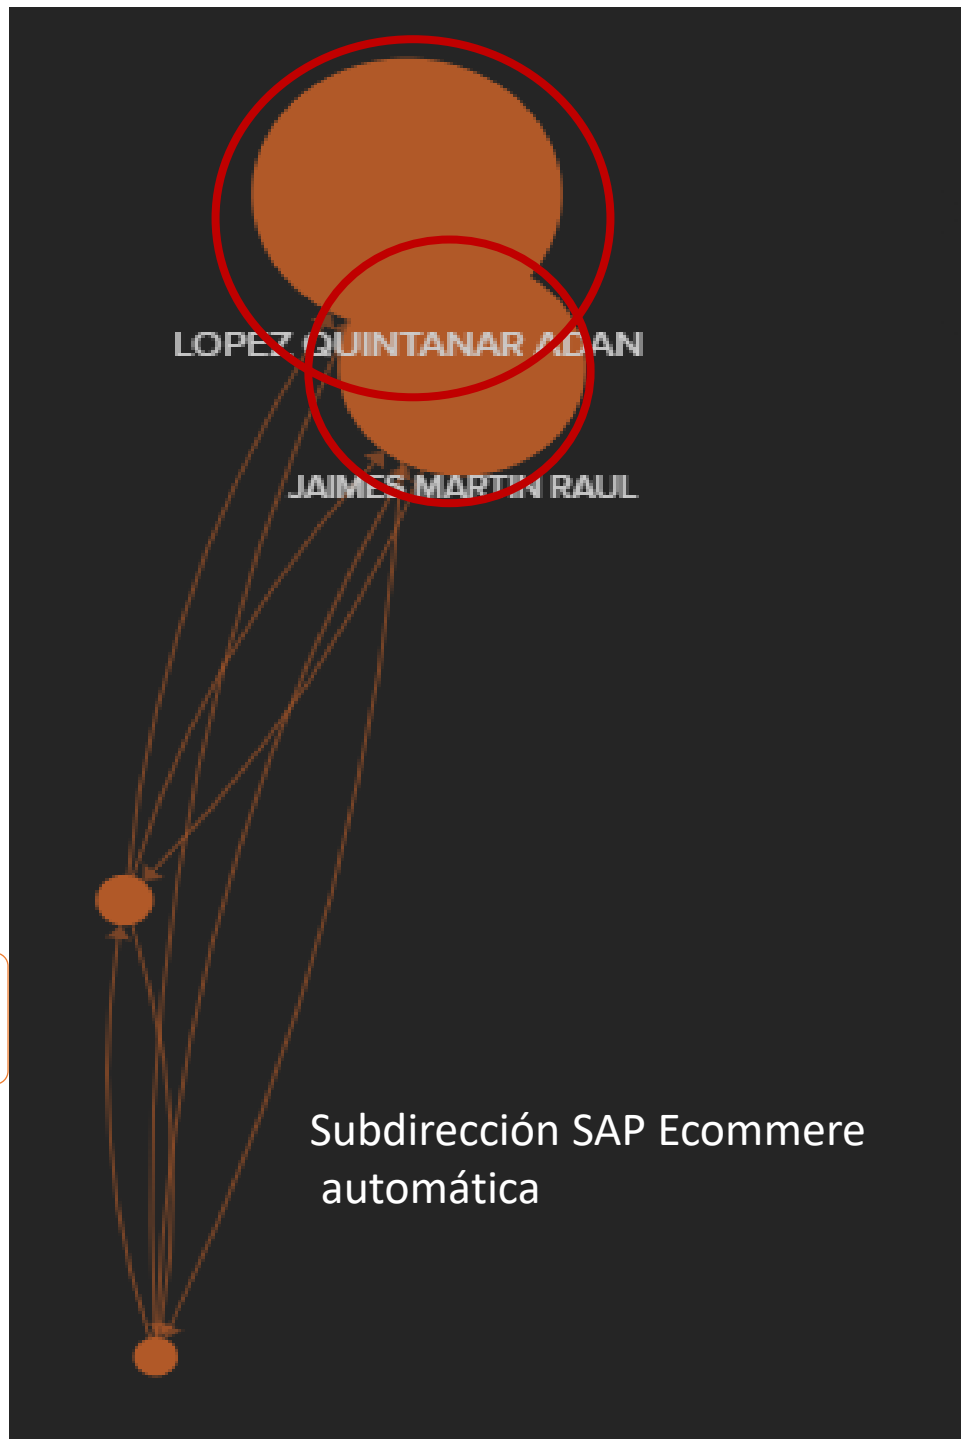 LOPEZ QUINTANAR ADAN
JAIMES MARTIN RAUL
Subdirección SAP Ecommere
automática